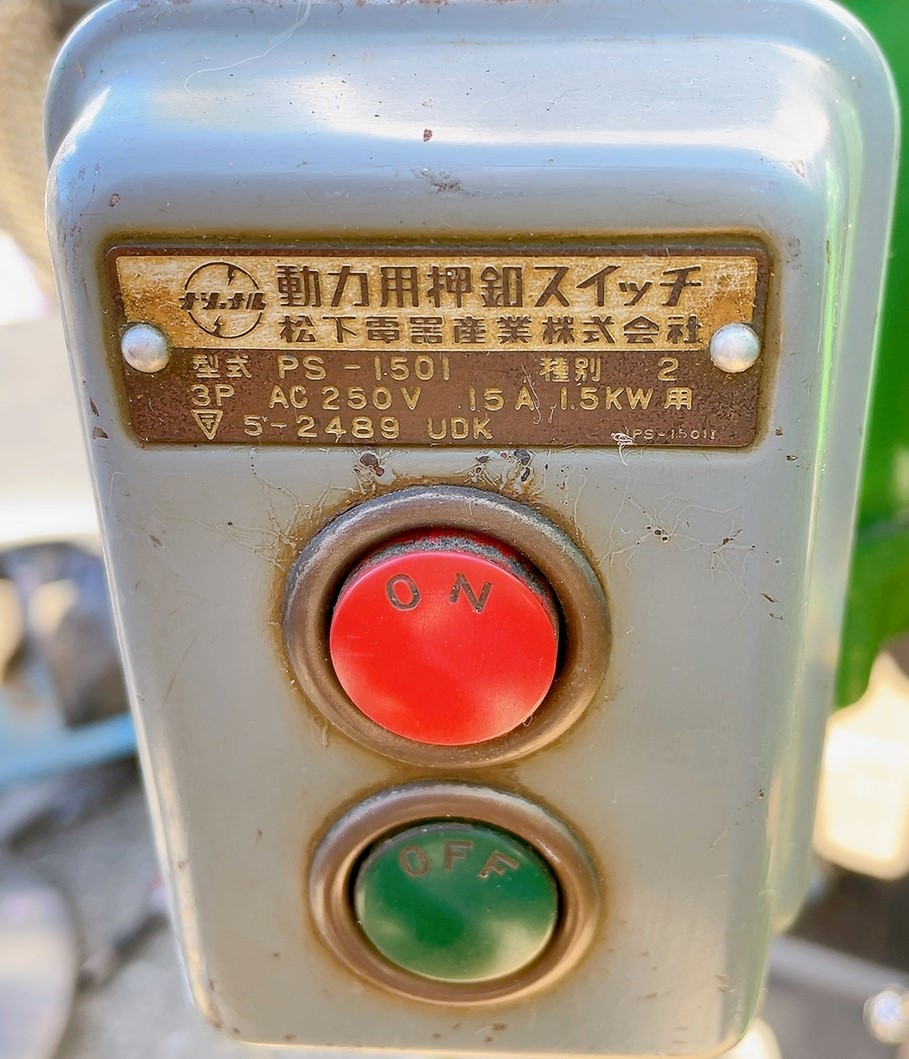 ナショナル
動力用押釦スイッチ
松下電器産業株式会社
型式 PS-1501 種別 2
3P AC 250V 15A 1.5KW用
〒 5-2489 UDK
ON
OFF